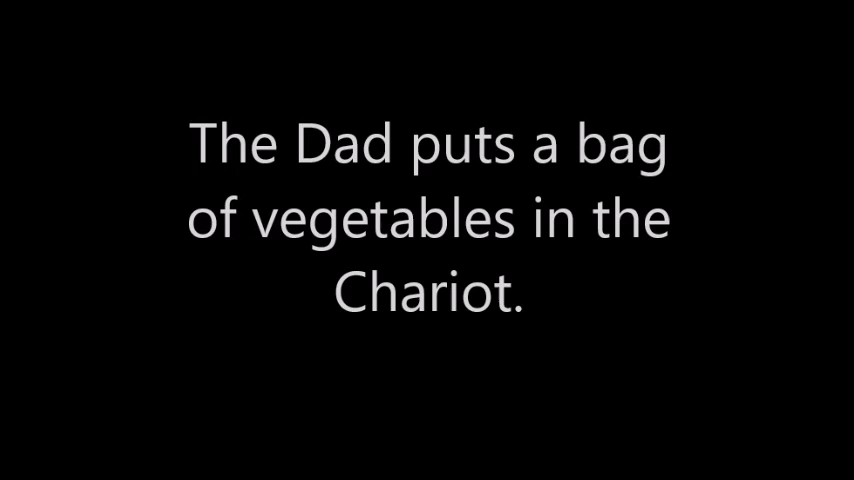 The Dad puts a bag
of vegetables in the
Chariot.